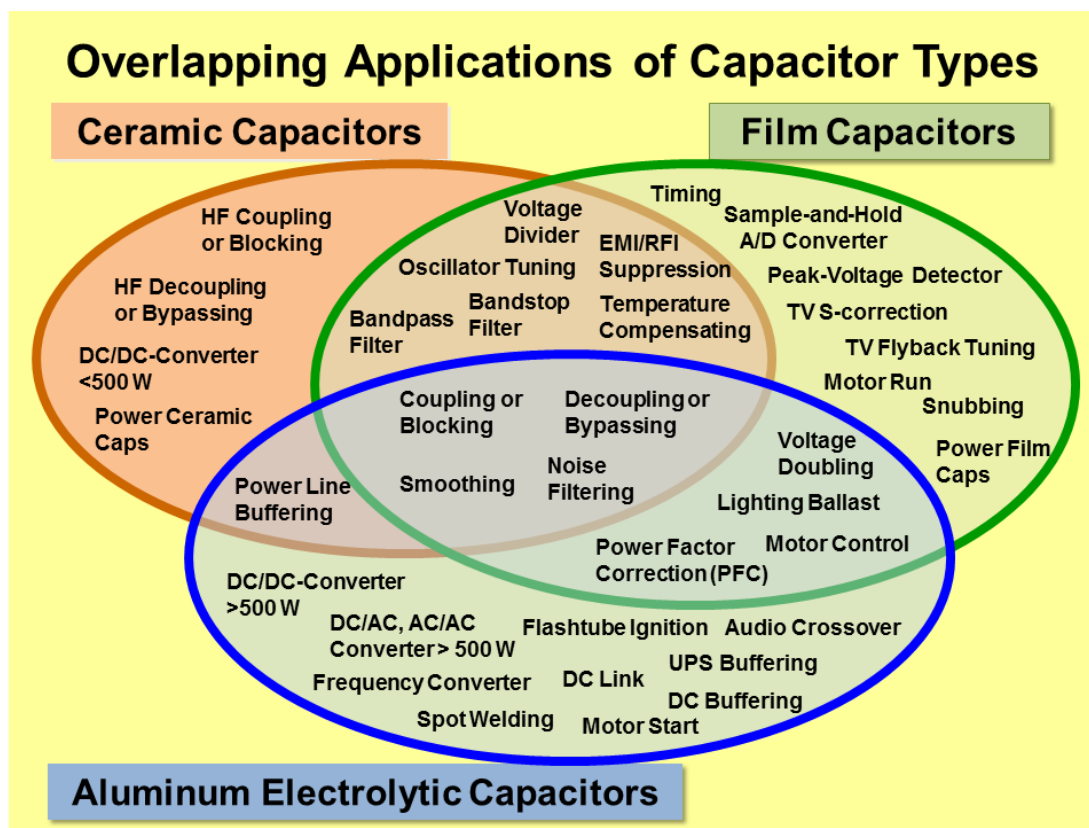 Overlapping Applications of Capacitor Types
Ceramic Capacitors
Film Capacitors
HF Coupling
or Blocking
HF Decoupling
or Bypassing
DC/DC-Converter
<500 W
Power Ceramic
Caps
Voltage
Divider
Oscillator Tuning
EMI/RFI
Suppression
Bandpass
Filter
Bandstop
Filter
Temperature
Compensating
Timing
Sample-and-Hold
A/D Converter
Peak-Voltage Detector
TV S-correction
TV Flyback Tuning
Motor Run
Snubbing
Power Film
Caps
Coupling or
Blocking
Decoupling or
Bypassing
Smoothing
Noise
Filtering
Power Line
Buffering
Voltage
Doubling
Lighting Ballast
Power Factor
Correction (PFC)
Motor Control
DC/DC-Converter
>500 W
DC/AC, AC/AC
Converter > 500 W
Flashtube Ignition
Audio Crossover
Frequency Converter
DC Link
UPS Buffering
DC Buffering
Spot Welding
Motor Start
Aluminum Electrolytic Capacitors